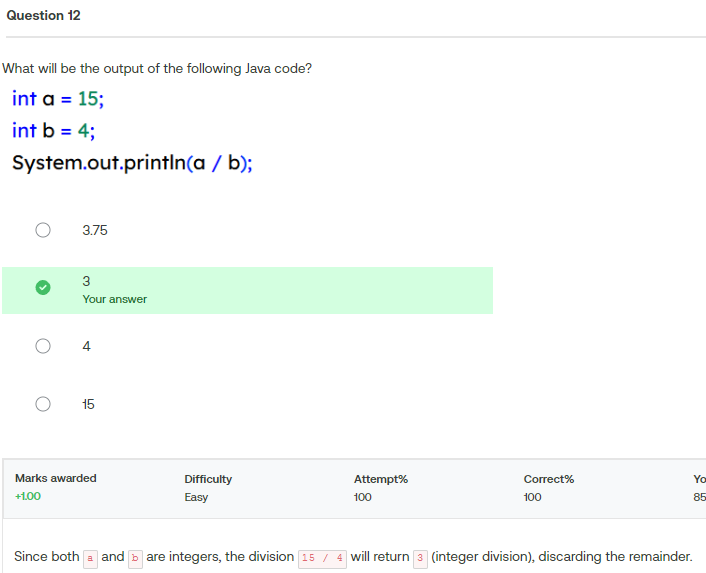 Question 12
What will be the output of the following Java code?
int a = 15;
int b = 4;
System.out.println(a / b);
3.75
3
Your answer
4
15
Marks awarded Difficulty Attempt% Correct% Yo
+1.00 Easy 100 100 85
Since both a and b are integers, the division 15 / 4 will return 3 (integer division), discarding the remainder.